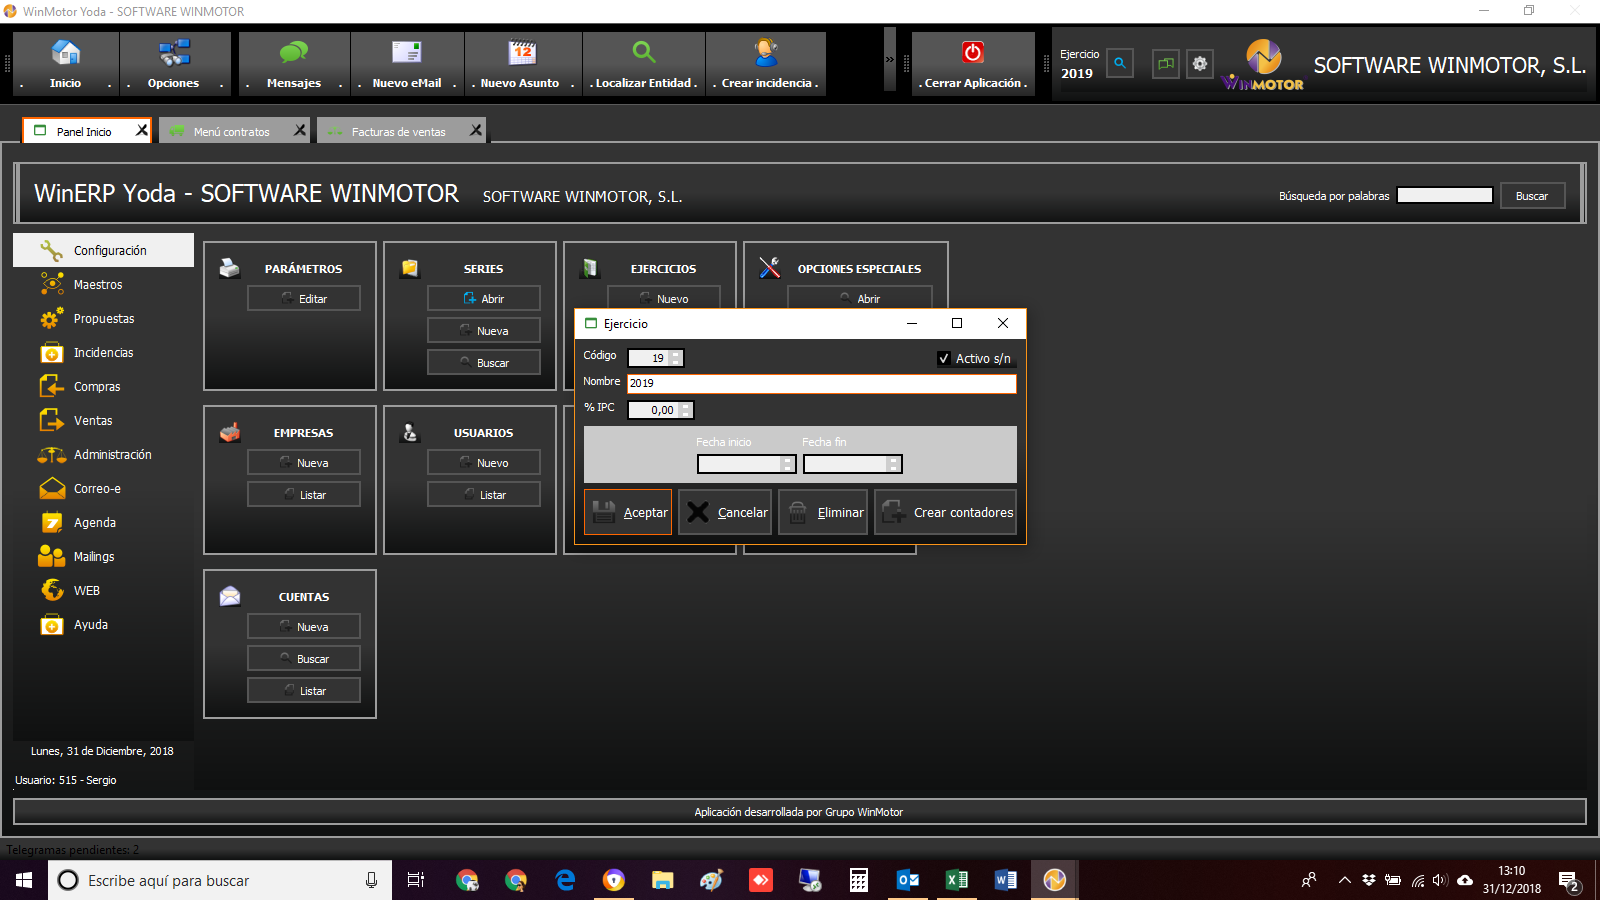 WinMotor Yoda - SOFTWARE WINMOTOR
. Inicio .
. Opciones .
. Mensajes .
. Nuevo eMail .
12
. Nuevo Asunto .
. Localizar Entidad .
. Crear incidencia .
»
. Cerrar Aplicación .
Ejercicio
2019
WINMOTOR
SOFTWARE WINMOTOR, S.L.
Panel Inicio
Menú contratos
Facturas de ventas
WinERP Yoda - SOFTWARE WINMOTOR
SOFTWARE WINMOTOR, S.L.
Búsqueda por palabras
Buscar
Configuración
Maestros
Propuestas
Incidencias
Compras
Ventas
Administración
Correo-e
Agenda
Mailings
WEB
Ayuda
Lunes, 31 de Diciembre, 2018
Usuario: 515 - Sergio
PARÁMETROS
Editar
SERIES
Abrir
Nueva
Buscar
EJERCICIOS
Nuevo
OPCIONES ESPECIALES
Abrir
EMPRESAS
Nueva
Listar
USUARIOS
Nuevo
Listar
CUENTAS
Nueva
Buscar
Listar
Ejercicio
Código
19
Activo s/n
Nombre
2019
% IPC
0,00
Fecha inicio
Fecha fin
Aceptar
Cancelar
Eliminar
Crear contadores
Aplicación desarrollada por Grupo WinMotor
Telegramas pendientes: 2
Escribe aquí para buscar
13:10
31/12/2018
2